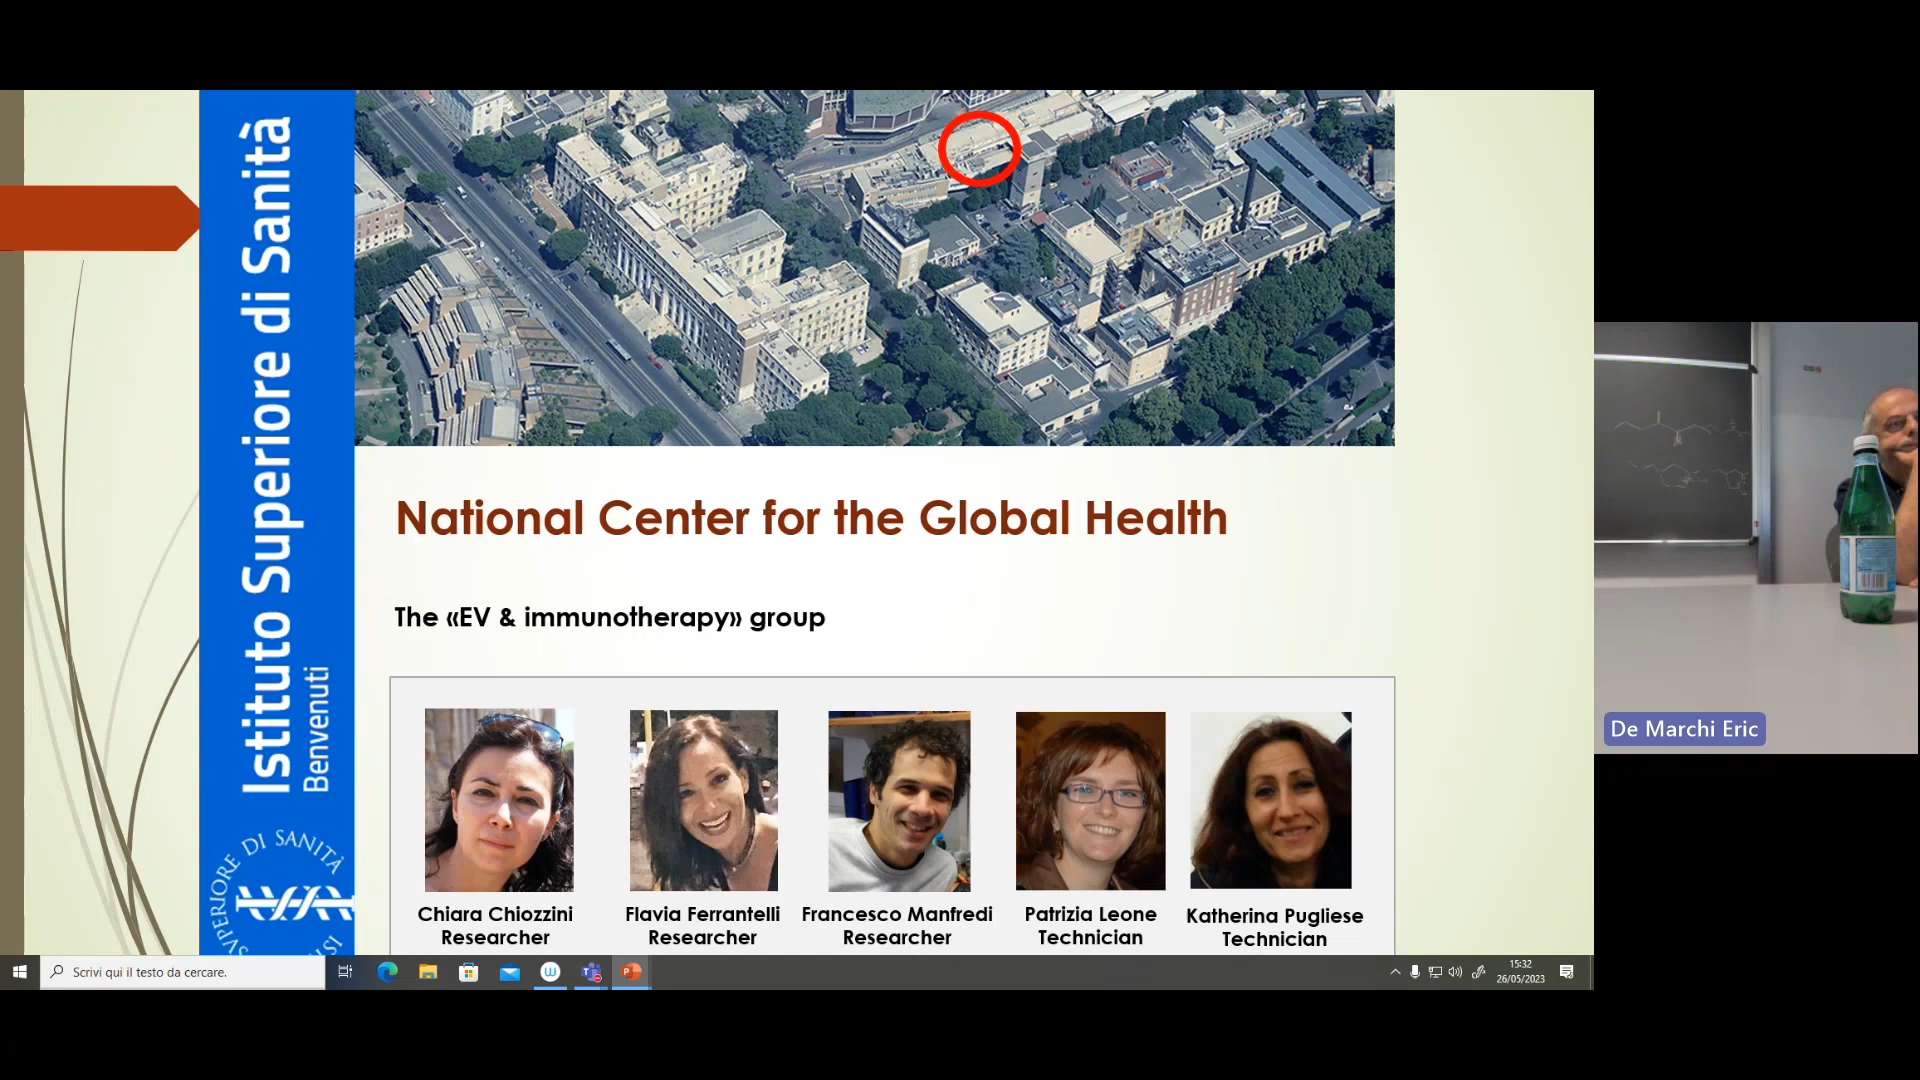 Istituto Superiore di Sanità
Benvenuti
SUPERIORE DI SANITÀ
National Center for the Global Health
The «EV & immunotherapy» group
Chiara Chiozzini
Researcher
Flavia Ferrantelli
Researcher
Francesco Manfredi
Researcher
Patrizia Leone
Technician
Katherina Pugliese
Technician
De Marchi Eric
Scrivi qui il testo da cercare.
15:32
26/05/2023